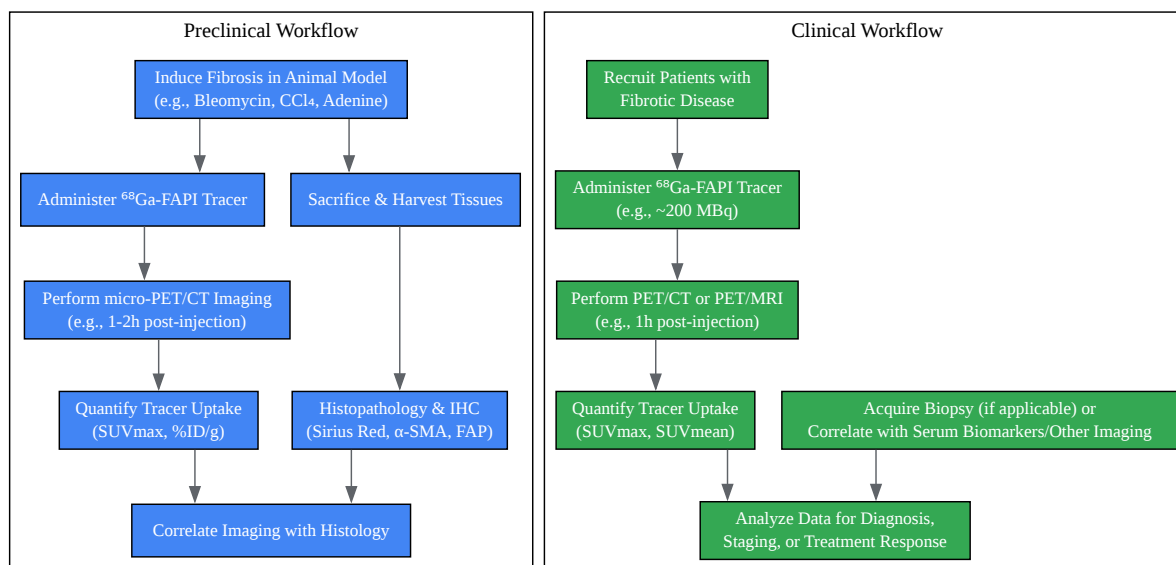 Preclinical Workflow
Induce Fibrosis in Animal Model
(e.g., Bleomycin, CCl₄, Adenine)
Administer ⁶⁸Ga-FAPI Tracer
Sacrifice & Harvest Tissues
Perform micro-PET/CT Imaging
(e.g., 1-2h post-injection)
Quantify Tracer Uptake
(SUVmax, %ID/g)
Histopathology & IHC
(Sirius Red, α-SMA, FAP)
Correlate Imaging with Histology
Clinical Workflow
Recruit Patients with
Fibrotic Disease
Administer ⁶⁸Ga-FAPI Tracer
(e.g., ~200 MBq)
Perform PET/CT or PET/MRI
(e.g., 1h post-injection)
Quantify Tracer Uptake
(SUVmax, SUVmean)
Acquire Biopsy (if applicable) or
Correlate with Serum Biomarkers/Other Imaging
Analyze Data for Diagnosis,
Staging, or Treatment Response